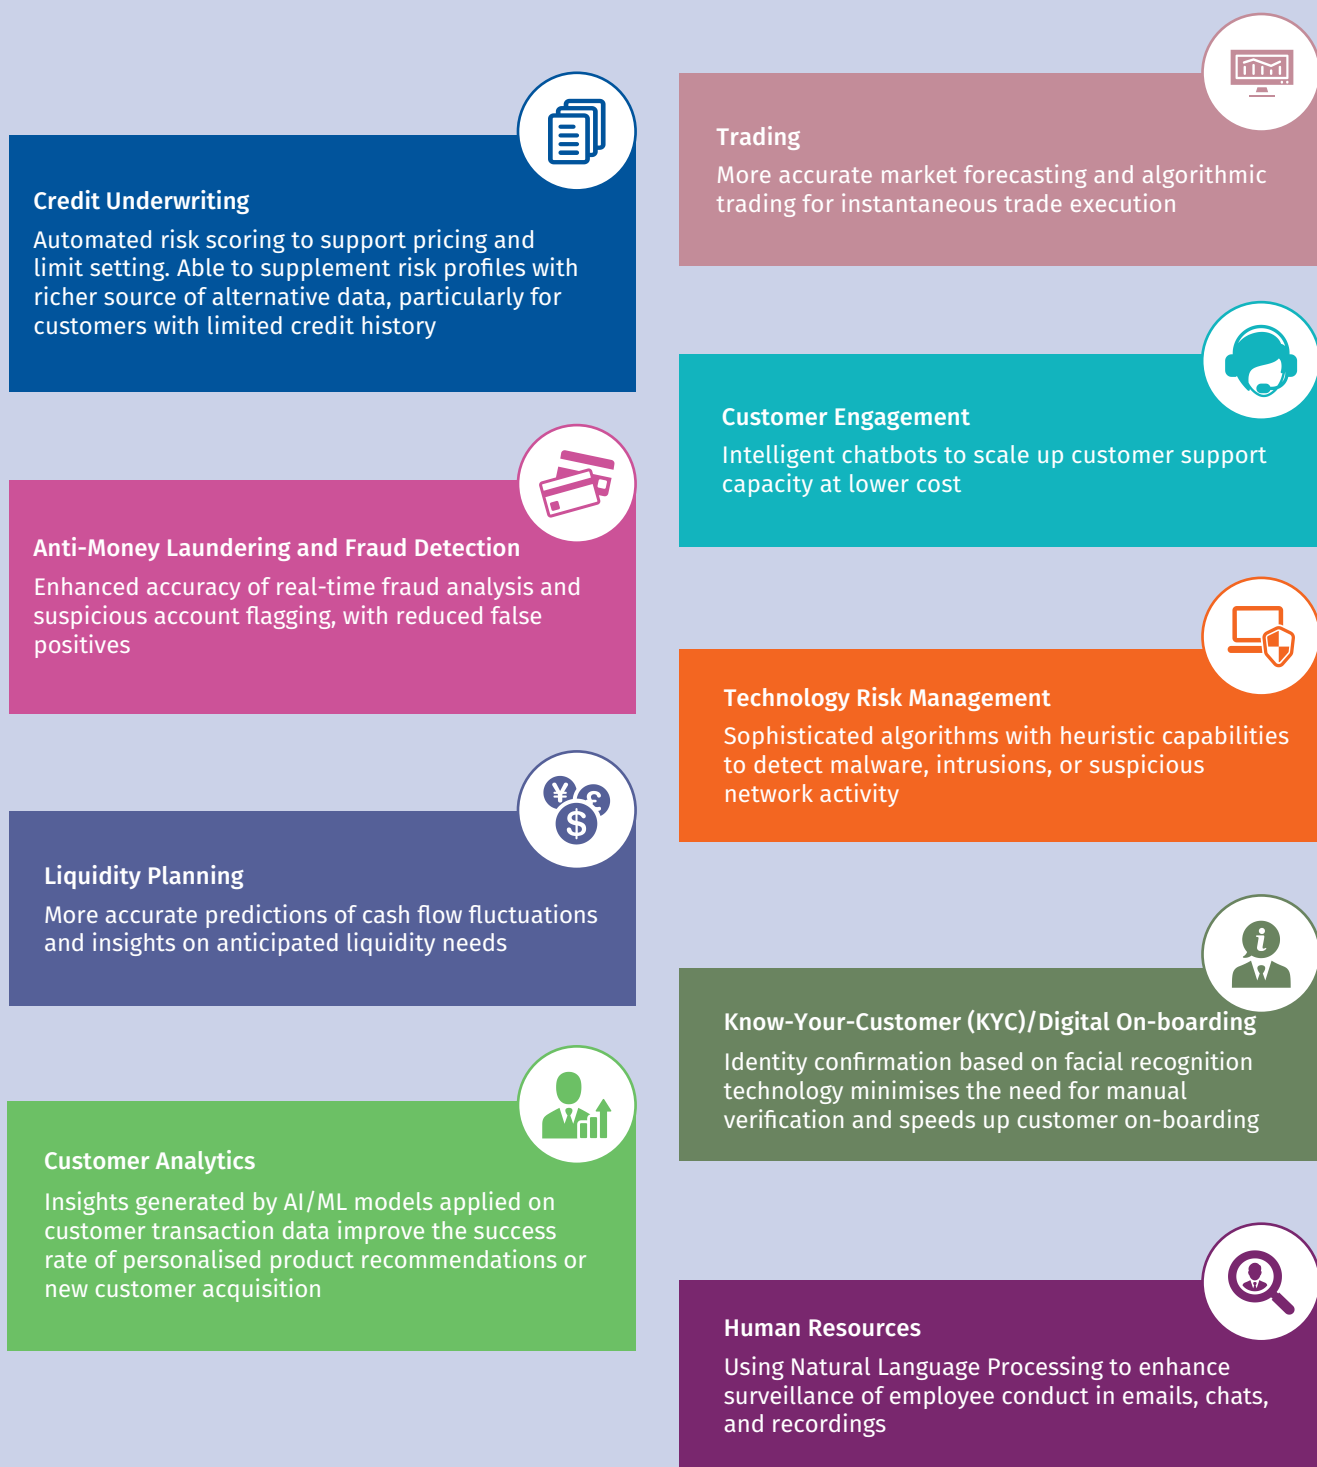 Credit Underwriting
Automated risk scoring to support pricing and
limit setting. Able to supplement risk profiles with
richer source of alternative data, particularly for
customers with limited credit history
Anti-Money Laundering and Fraud Detection
Enhanced accuracy of real-time fraud analysis and
suspicious account flagging, with reduced false
positives
¥
£
$
Liquidity Planning
More accurate predictions of cash flow fluctuations
and insights on anticipated liquidity needs
Customer Analytics
Insights generated by AI/ML models applied on
customer transaction data improve the success
rate of personalised product recommendations or
new customer acquisition
Trading
More accurate market forecasting and algorithmic
trading for instantaneous trade execution
Customer Engagement
Intelligent chatbots to scale up customer support
capacity at lower cost
Technology Risk Management
Sophisticated algorithms with heuristic capabilities
to detect malware, intrusions, or suspicious
network activity
i
Know-Your-Customer (KYC)/Digital On-boarding
Identity confirmation based on facial recognition
technology minimises the need for manual
verification and speeds up customer on-boarding
Human Resources
Using Natural Language Processing to enhance
surveillance of employee conduct in emails, chats,
and recordings